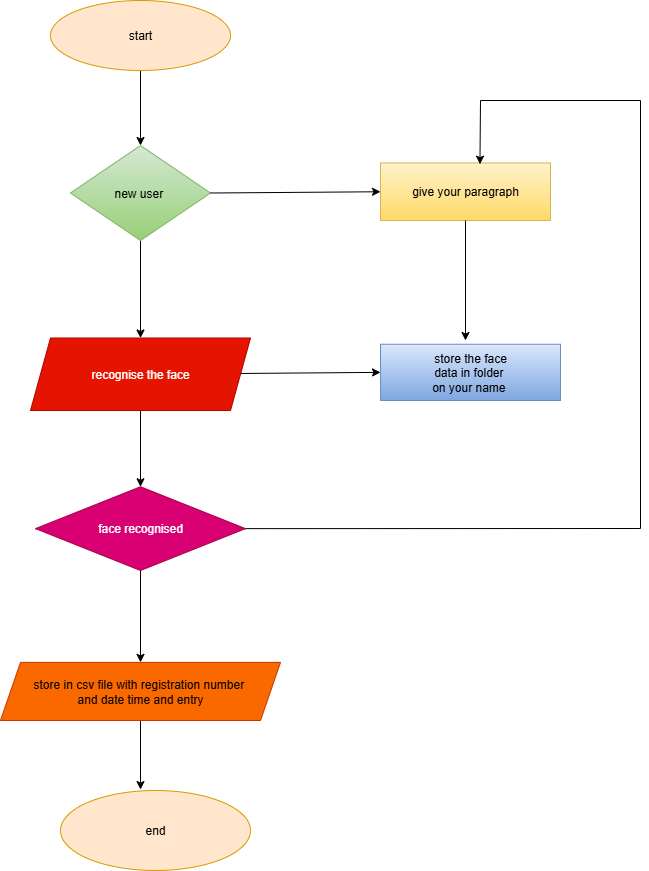 start
new user
give your paragraph
recognise the face
store the face
data in folder
on your name
face recognised
store in csv file with registration number
and date time and entry
end